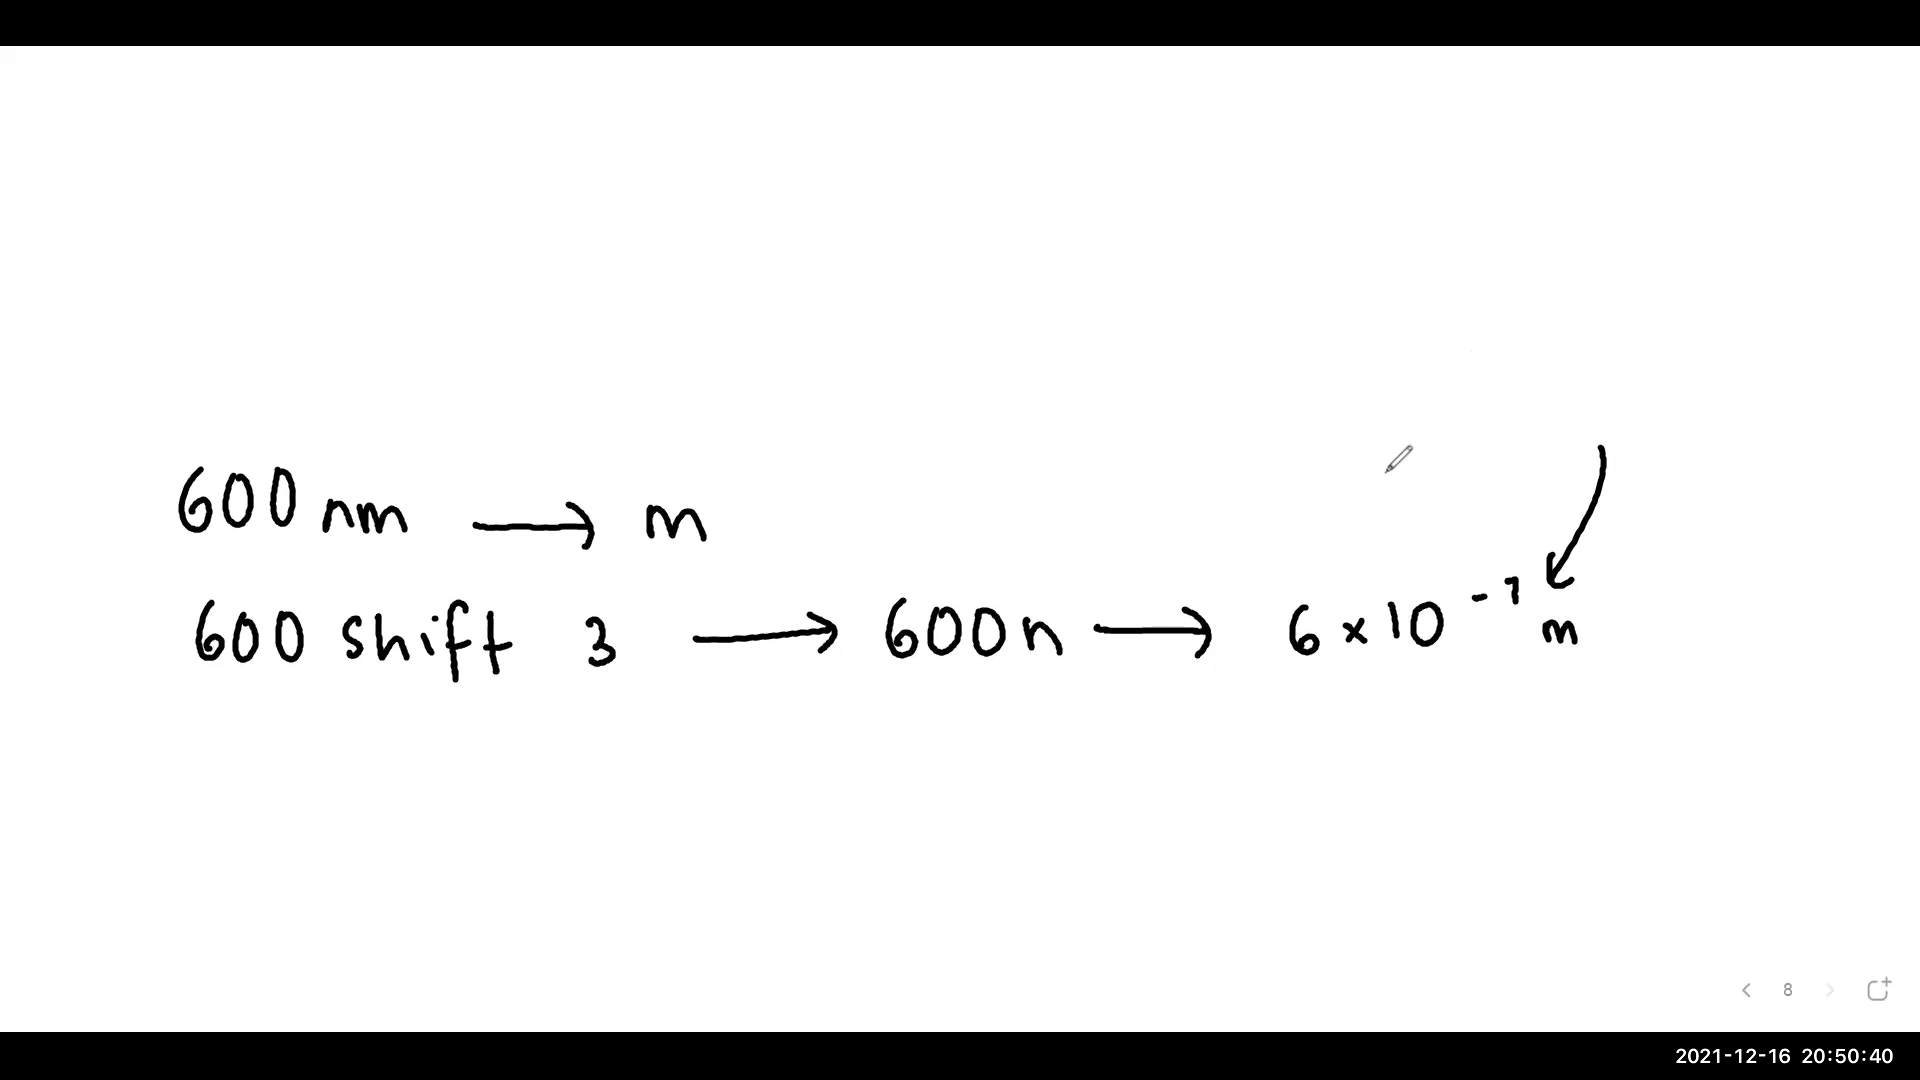 600 nm → m
600 shift 3 → 600n → 6 × 10⁻⁷ m
8
2021-12-16 20:50:40